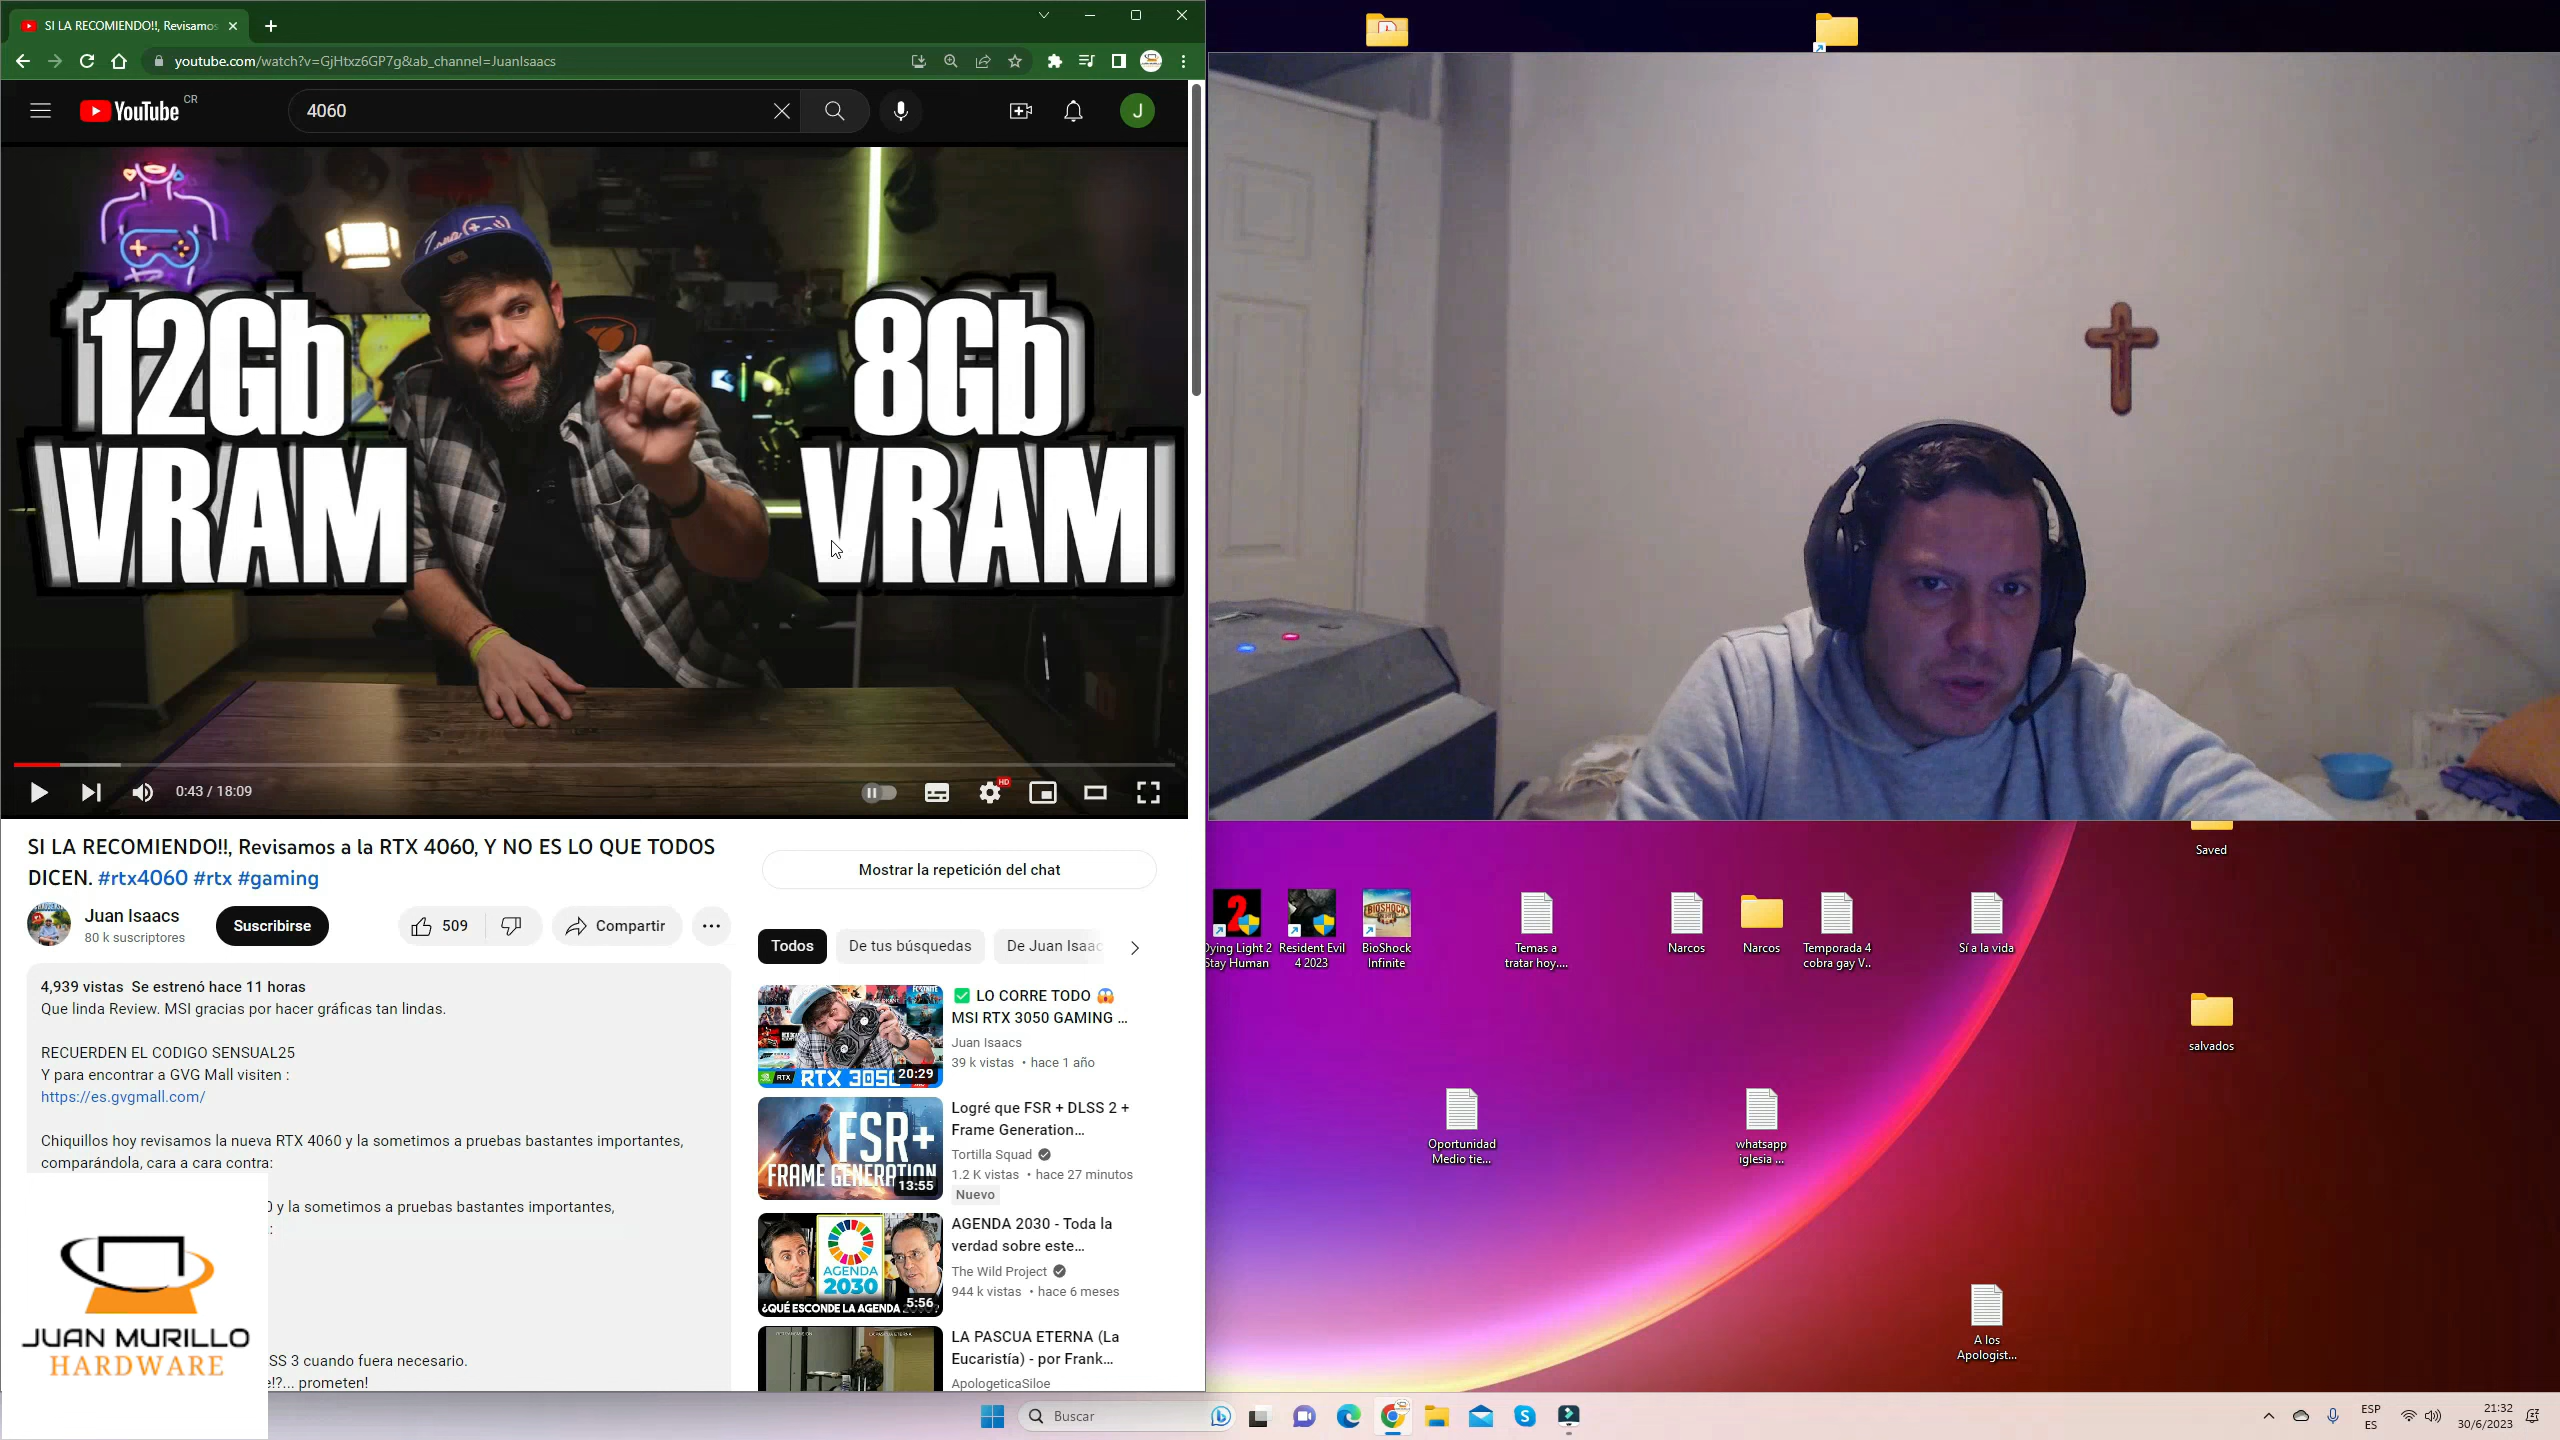 SI LA RECOMIENDO!!, Revisamos
youtube.com/watch?v=GjHtxz6GP7g&ab_channel=JuanIsaacs
YouTube CR
4060
J
12Gb
VRAM
8Gb
VRAM
0:43 / 18:09
HD
SI LA RECOMIENDO!!, Revisamos a la RTX 4060, Y NO ES LO QUE TODOS
DICEN. #rtx4060 #rtx #gaming
Juan Isaacs
80 k suscriptores
Suscribirse
509
Compartir
4,939 vistas Se estrenó hace 11 horas
Que linda Review. MSI gracias por hacer gráficas tan lindas.
RECUERDEN EL CODIGO SENSUAL25
Y para encontrar a GVG Mall visiten :
https://es.gvgmall.com/
Chiquillos hoy revisamos la nueva RTX 4060 y la sometimos a pruebas bastantes importantes,
comparándola, cara a cara contra:
0 y la sometimos a pruebas bastantes importantes,
:
SS 3 cuando fuera necesario.
e!?... prometen!
JUAN MURILLO
HARDWARE
Mostrar la repetición del chat
Todos
De tus búsquedas
De Juan Isaac
LO CORRE TODO
MSI RTX 3050 GAMING ...
Juan Isaacs
39 k vistas • hace 1 año
RTX
RTX 3050
20:29
Logré que FSR + DLSS 2 +
Frame Generation...
Tortilla Squad
1.2 K vistas • hace 27 minutos
Nuevo
FSR+
FRAME GENERATION
13:55
AGENDA 2030 - Toda la
verdad sobre este...
The Wild Project
944 k vistas • hace 6 meses
AGENDA
2030
¿QUÉ ESCONDE LA AGENDA
5:56
LA PASCUA ETERNA (La
Eucaristía) - por Frank...
ApologeticaSiloe
Saved
Dying Light 2
Stay Human
Resident Evil
4 2023
BIOSHOCK
BioShock
Infinite
Temas a
tratar hoy....
Narcos
Narcos
Temporada 4
cobra gay V..
Sí a la vida
salvados
Oportunidad
Medio tie...
whatsapp
iglesia ...
A los
Apologist...
Buscar
ESP
ES
21:32
30/6/2023